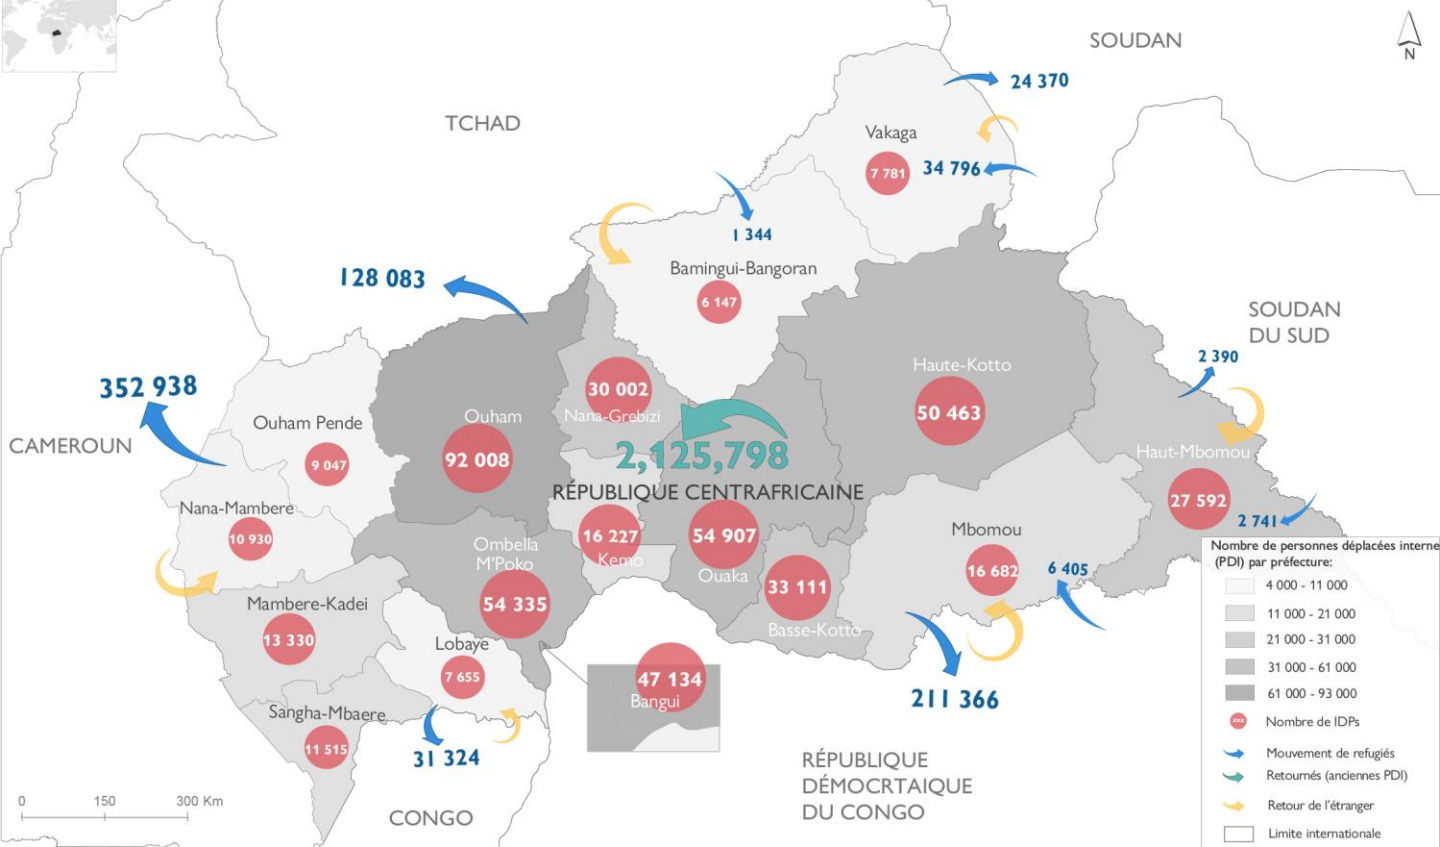 SOUDAN
N
24 370
TCHAD
Vakaga
7 781
34 796
1 344
128 083
Bamingui-Bangoran
6 147
SOUDAN
DU SUD
2 390
352 938
Haute-Kotto
50 463
30 002
Nana-Grebizi
Ouham
92 008
Ouham Pende
9 047
CAMEROUN
2,125,798
RÉPUBLIQUE CENTRAFRICAINE
Haut-Mbomou
27 592
2 741
Nana-Mambere
10 930
Ombella
M'Poko
54 335
16 227
Kemo
54 907
Ouaka
33 111
Basse-Kotto
Mbomou
16 682
6 405
Mambere-Kadei
13 330
Lobaye
7 655
47 134
Bangui
211 366
Sangha-Mbaere
11 515
31 324
CONGO
RÉPUBLIQUE
DÉMOCRTAIQUE
DU CONGO
0 150 300 Km
Nombre de personnes déplacées interne
(PDI) par préfecture:
4 000 - 11 000
11 000 - 21 000
21 000 - 31 000
31 000 - 61 000
61 000 - 93 000
xxx Nombre de IDPs
Mouvement de refugiés
Retournés (anciennes PDI)
Retour de l'étranger
Limite internationale